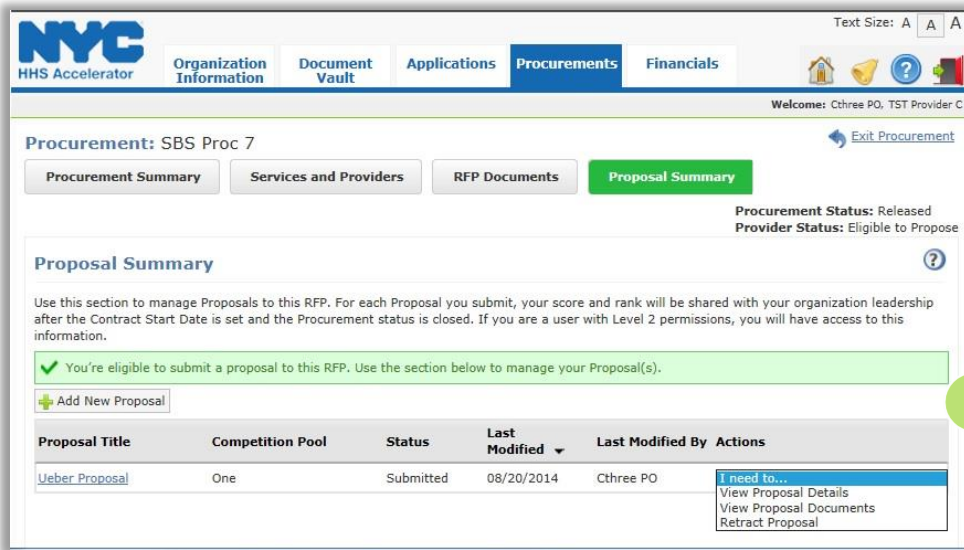 Text Size: A A A
NYC
HHS Accelerator
Organization Information
Document Vault
Applications
Procurements
Financials
?
Welcome: Cthree PO, TST Provider C
Procurement: SBS Proc 7
Exit Procurement
Procurement Summary
Services and Providers
RFP Documents
Proposal Summary
Procurement Status: Released
Provider Status: Eligible to Propose
Proposal Summary
?
Use this section to manage Proposals to this RFP. For each Proposal you submit, your score and rank will be shared with your organization leadership
after the Contract Start Date is set and the Procurement status is closed. If you are a user with Level 2 permissions, you will have access to this
information.
You're eligible to submit a proposal to this RFP. Use the section below to manage your Proposal(s).
Add New Proposal
Proposal Title Competition Pool Status Last Modified Last Modified By Actions
Ueber Proposal One Submitted 08/20/2014 Cthree PO I need to...
View Proposal Details
View Proposal Documents
Retract Proposal